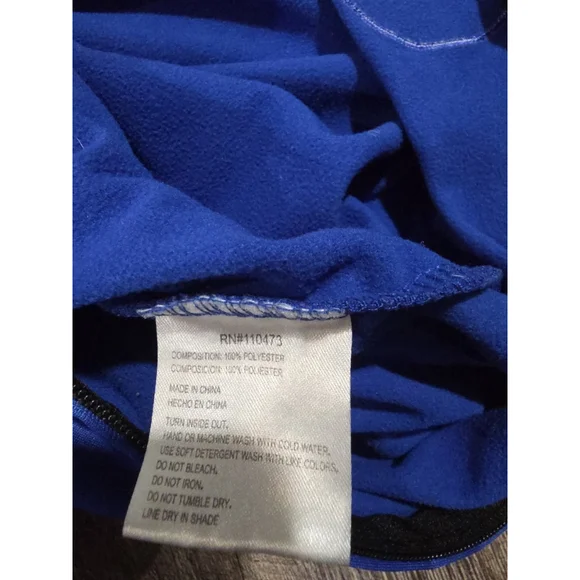 RN#110473
COMPOSITION: 100% POLYESTER
COMPOSICION: 100% POLYESTER
MADE IN CHINA
HECHO EN CHINA
TURN INSIDE OUT.
HAND OR MACHINE WASH WITH COLD WATER.
USE SOFT DETERGENT WASH WITH LIKE COLORS.
DO NOT BLEACH.
DO NOT IRON.
DO NOT TUMBLE DRY.
LINE DRY IN SHADE